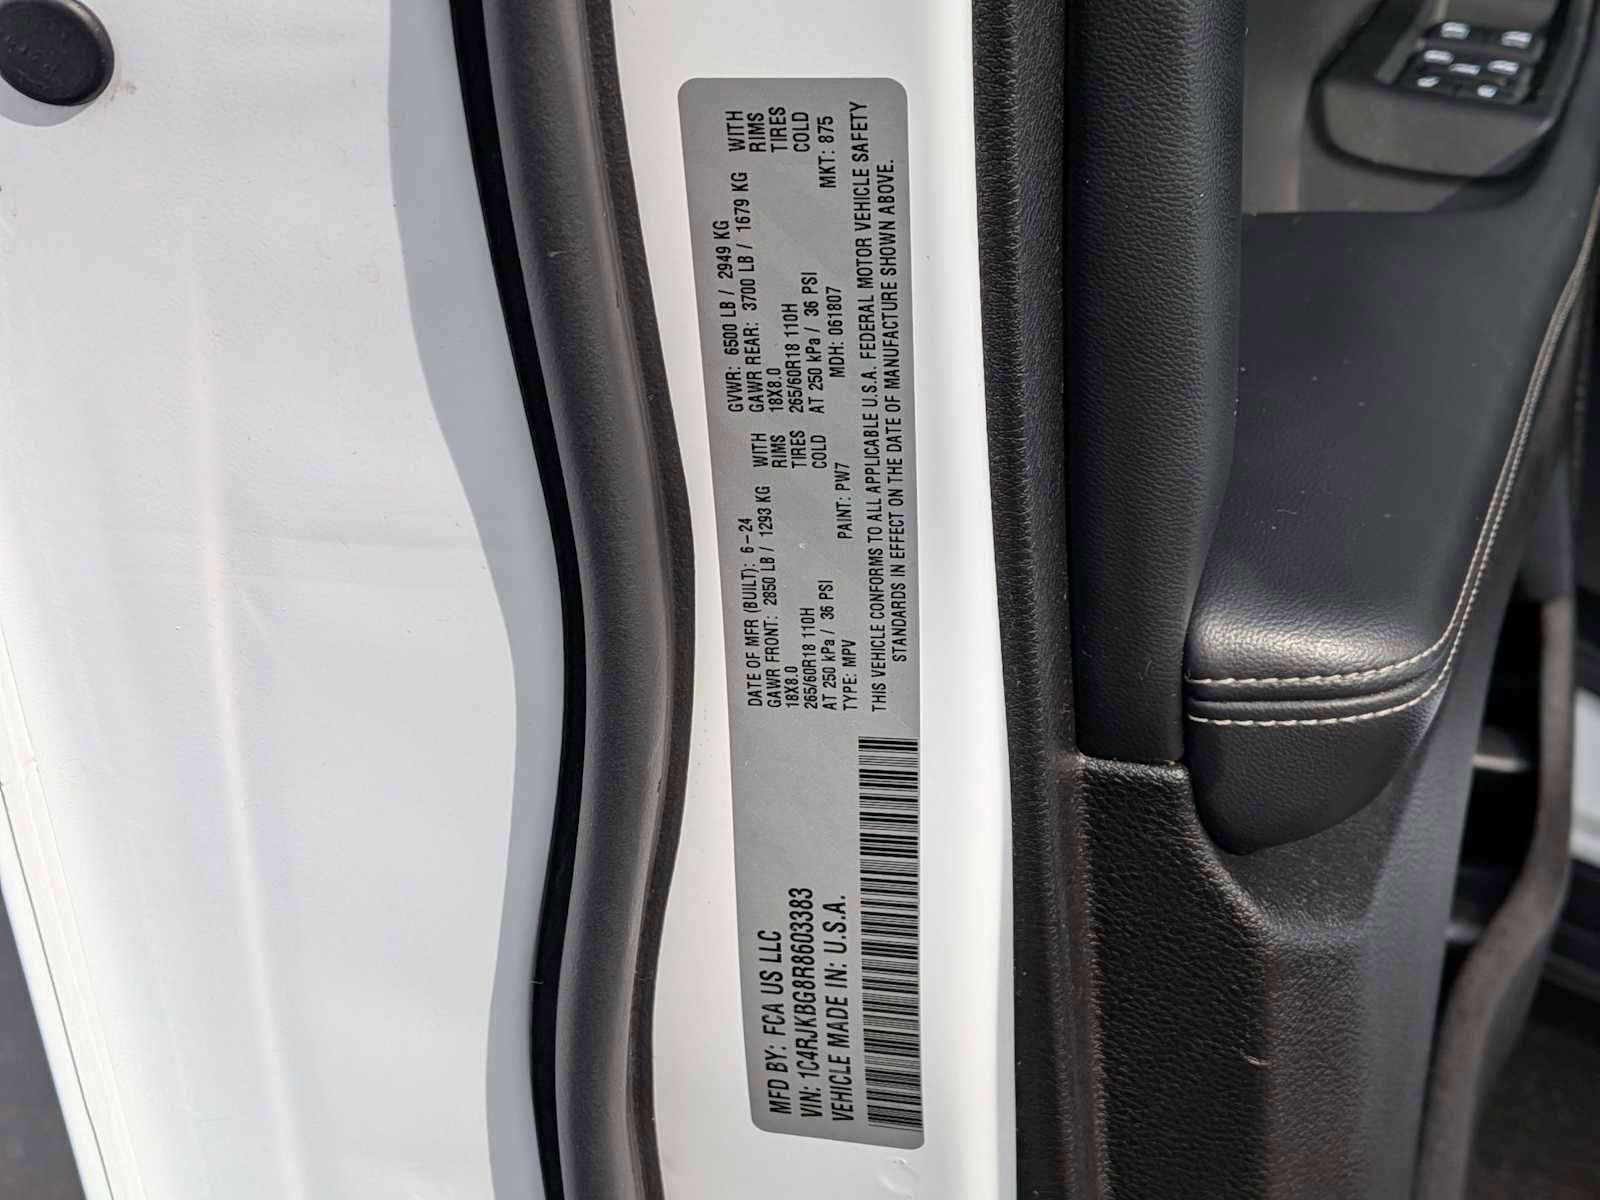 MFD BY: FCA US LLC
VIN: 1C4RJKBG8R8603383
VEHICLE MADE IN: U.S.A.
DATE OF MFR (BUILT): 6-24 GVWR: 6500 LB / 2949 KG
GAWR FRONT: 2850 LB / 1293 KG WITH GAWR REAR: 3700 LB / 1679 KG WITH
18X8.0 RIMS 18X8.0 RIMS
265/60R18 110H TIRES 265/60R18 110H TIRES
AT 250 kPa / 36 PSI COLD AT 250 kPa / 36 PSI COLD
TYPE: MPV PAINT: PW7 MDH: 061807 MKT: 875
THIS VEHICLE CONFORMS TO ALL APPLICABLE U.S.A. FEDERAL MOTOR VEHICLE SAFETY
STANDARDS IN EFFECT ON THE DATE OF MANUFACTURE SHOWN ABOVE.